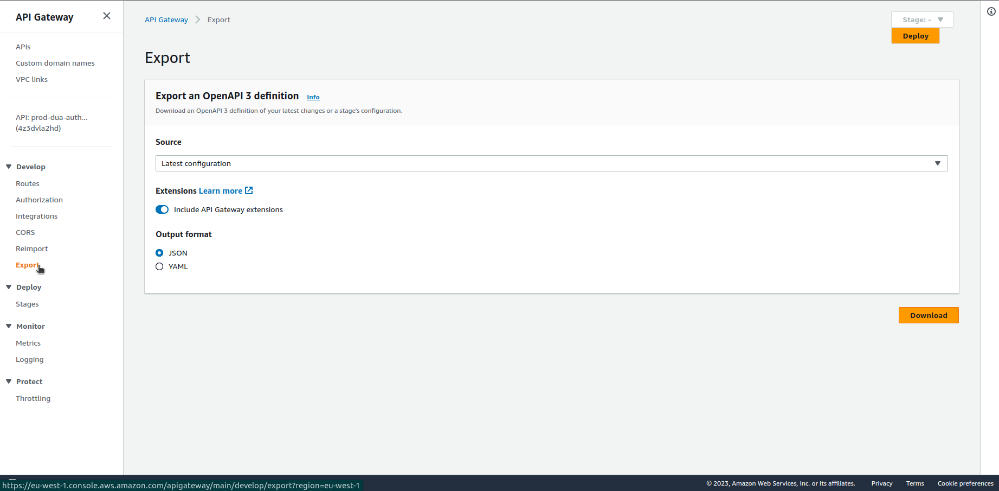 API Gateway
APIs
Custom domain names
VPC links
API: prod-dua-auth...
(4z3dvla2hd)
Develop
Routes
Authorization
Integrations
CORS
Reimport
Export
Deploy
Stages
Monitor
Metrics
Logging
Protect
Throttling
API Gateway
Export
Stage: -
Deploy
Export
Export an OpenAPI 3 definition Info
Download an OpenAPI 3 definition of your latest changes or a stage's configuration.
Source
Latest configuration
Extensions Learn more
Include API Gateway extensions
Output format
JSON
YAML
Download
https://eu-west-1.console.aws.amazon.com/apigateway/main/develop/export?region=eu-west-1
© 2023, Amazon Web Services, Inc. or its affiliates. Privacy Terms Cookie preferences